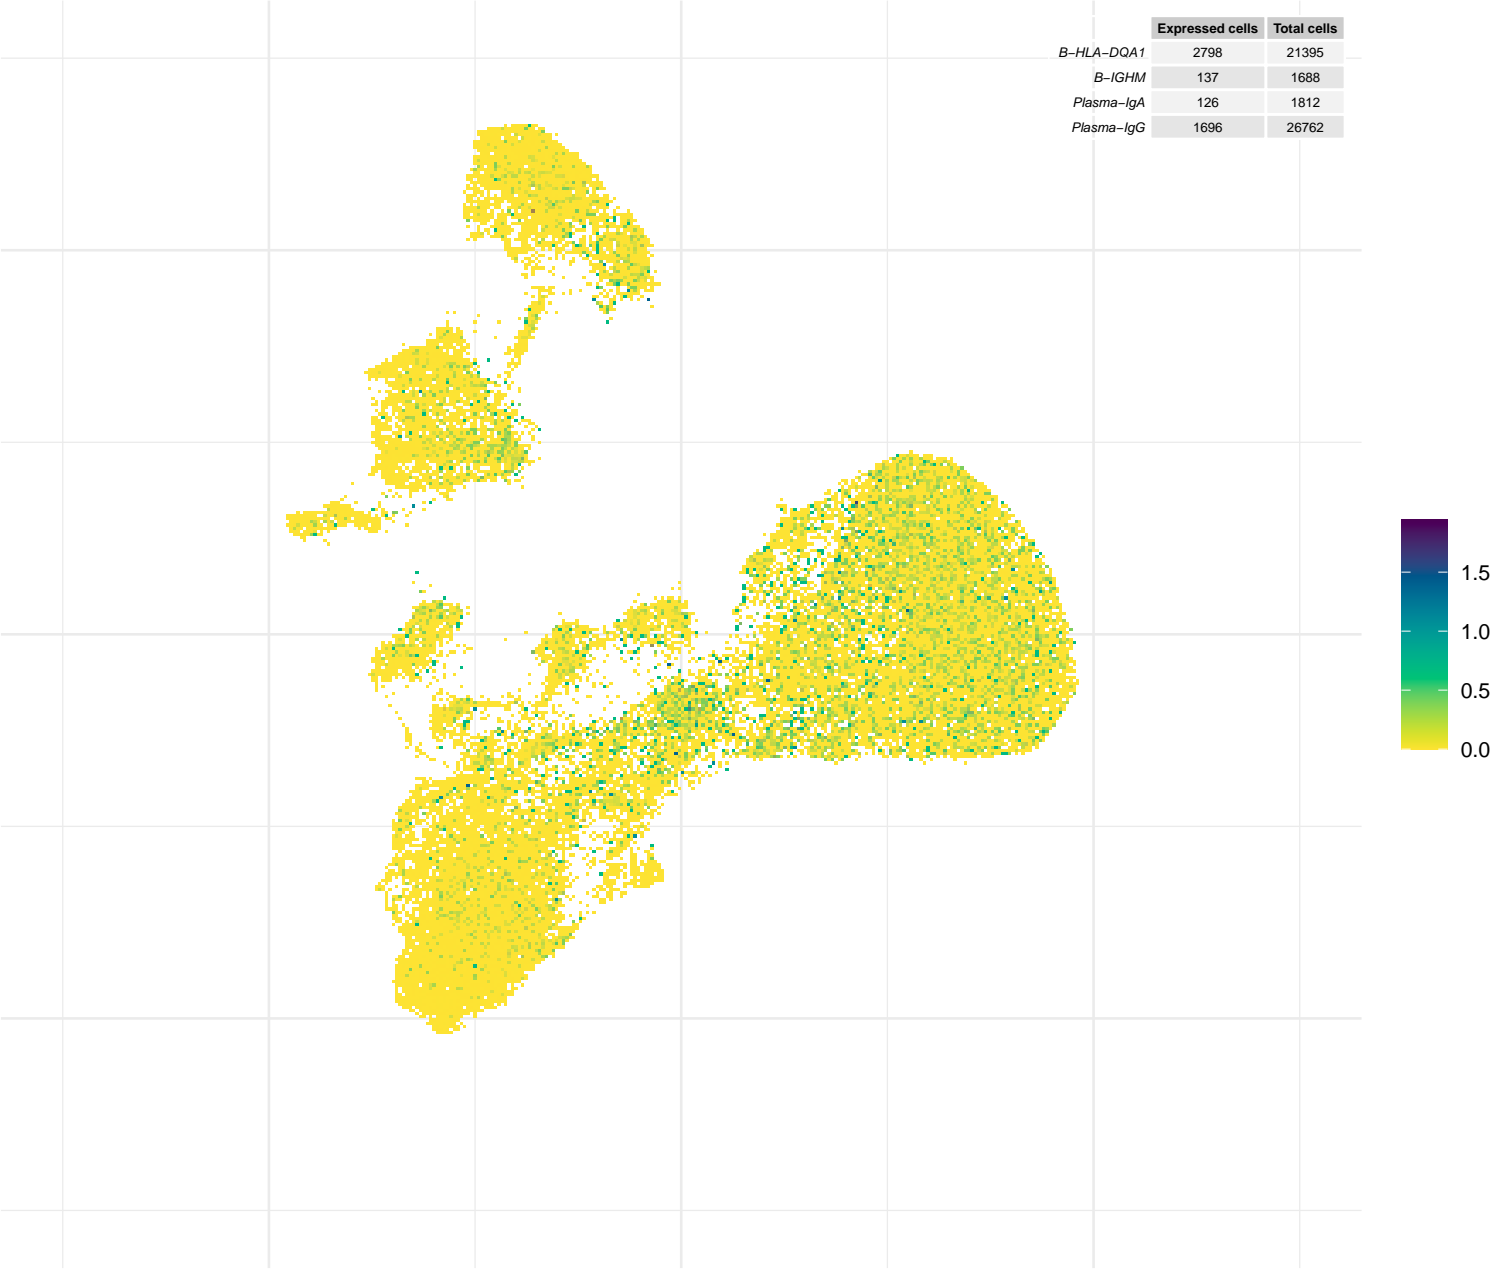 Expressed cells Total cells
B−HLA−DQA1 2798 21395
B−IGHM 137 1688
Plasma−IgA 126 1812
Plasma−IgG 1696 26762
1.5
1.0
0.5
0.0